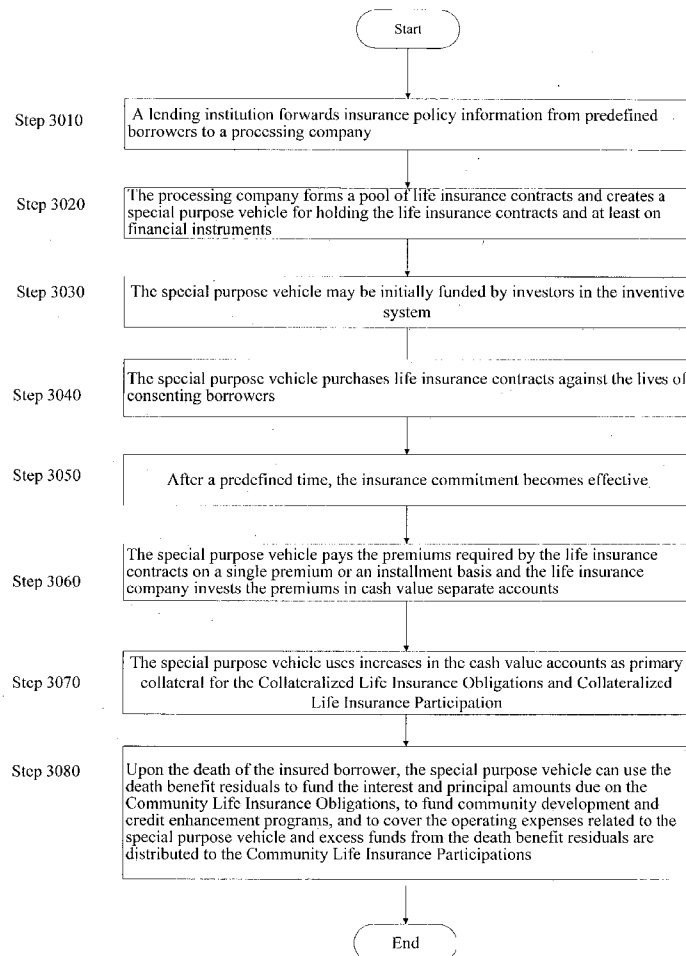 Start
Step 3010
A lending institution forwards insurance policy information from predefined
borrowers to a processing company
Step 3020
The processing company forms a pool of life insurance contracts and creates a
special purpose vehicle for holding the life insurance contracts and at least on
financial instruments
Step 3030
The special purpose vehicle may be initially funded by investors in the inventive
system
Step 3040
The special purpose vehicle purchases life insurance contracts against the lives of
consenting borrowers
Step 3050
After a predefined time, the insurance commitment becomes effective
Step 3060
The special purpose vehicle pays the premiums required by the life insurance
contracts on a single premium or an installment basis and the life insurance
company invests the premiums in cash value separate accounts
Step 3070
The special purpose vehicle uses increases in the cash value accounts as primary
collateral for the Collateralized Life Insurance Obligations and Collateralized
Life Insurance Participation
Step 3080
Upon the death of the insured borrower, the special purpose vehicle can use the
death benefit residuals to fund the interest and principal amounts due on the
Community Life Insurance Obligations, to fund community development and
credit enhancement programs, and to cover the operating expenses related to the
special purpose vehicle and excess funds from the death benefit residuals are
distributed to the Community Life Insurance Participations
End